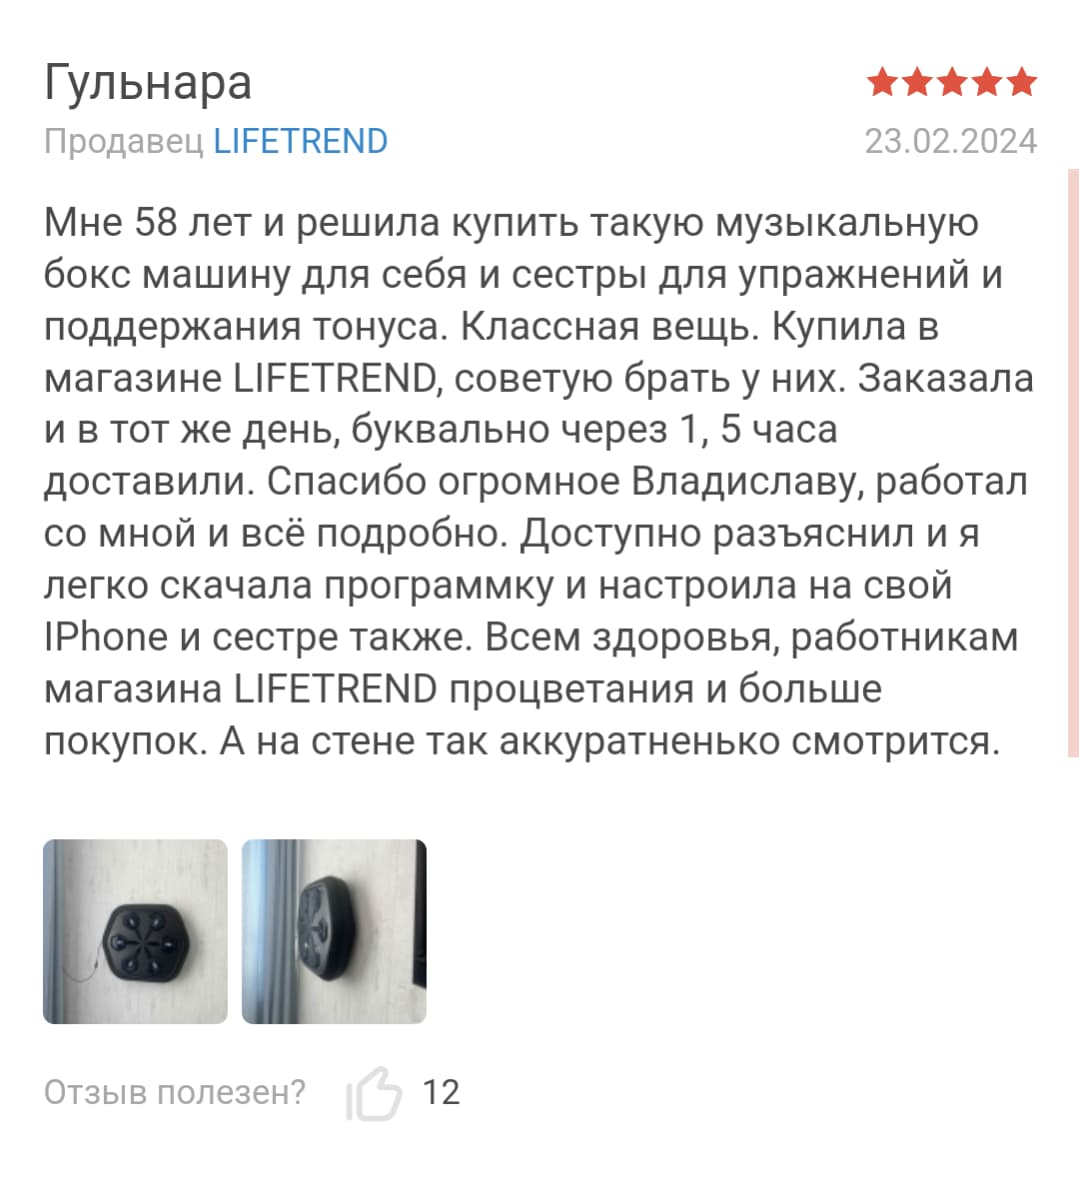 Гульнара
Продавец LIFETREND
23.02.2024
Мне 58 лет и решила купить такую музыкальную
бокс машину для себя и сестры для упражнений и
поддержания тонуса. Классная вещь. Купила в
магазине LIFETREND, советую брать у них. Заказала
и в тот же день, буквально через 1, 5 часа
доставили. Спасибо огромное Владиславу, работал
со мной и всё подробно. Доступно разъяснил и я
легко скачала программку и настроила на свой
IPhone и сестре также. Всем здоровья, работникам
магазина LIFETREND процветания и больше
покупок. А на стене так аккуратненько смотрится.
Отзыв полезен? 12